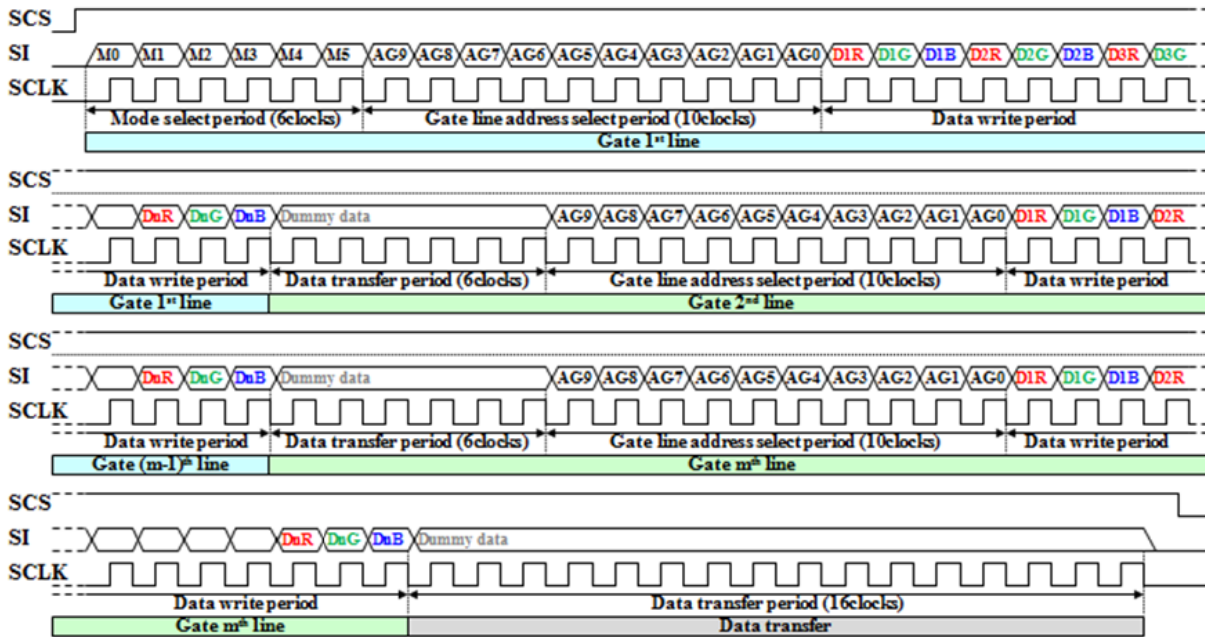 SCS
SI M0 M1 M2 M3 M4 M5 AG9 AG8 AG7 AG6 AG5 AG4 AG3 AG2 AG1 AG0 D1R D1G D1B D2R D2G D2B D3R D3G
SCLK
Mode select period (6clocks) Gate line address select period (10clocks) Data write period
Gate 1st line
SCS
SI DnR DnG DnB Dummy data AG9 AG8 AG7 AG6 AG5 AG4 AG3 AG2 AG1 AG0 D1R D1G D1B D2R
SCLK
Data write period Data transfer period (6clocks) Gate line address select period (10clocks) Data write period
Gate 1st line Gate 2nd line
SCS
SI DnR DnG DnB Dummy data AG9 AG8 AG7 AG6 AG5 AG4 AG3 AG2 AG1 AG0 D1R D1G D1B D2R
SCLK
Data write period Data transfer period (6clocks) Gate line address select period (10clocks) Data write period
Gate (m-1)th line Gate mth line
SCS
SI DnR DnG DnB Dummy data
SCLK
Data write period Data transfer period (16clocks)
Gate mth line Data transfer